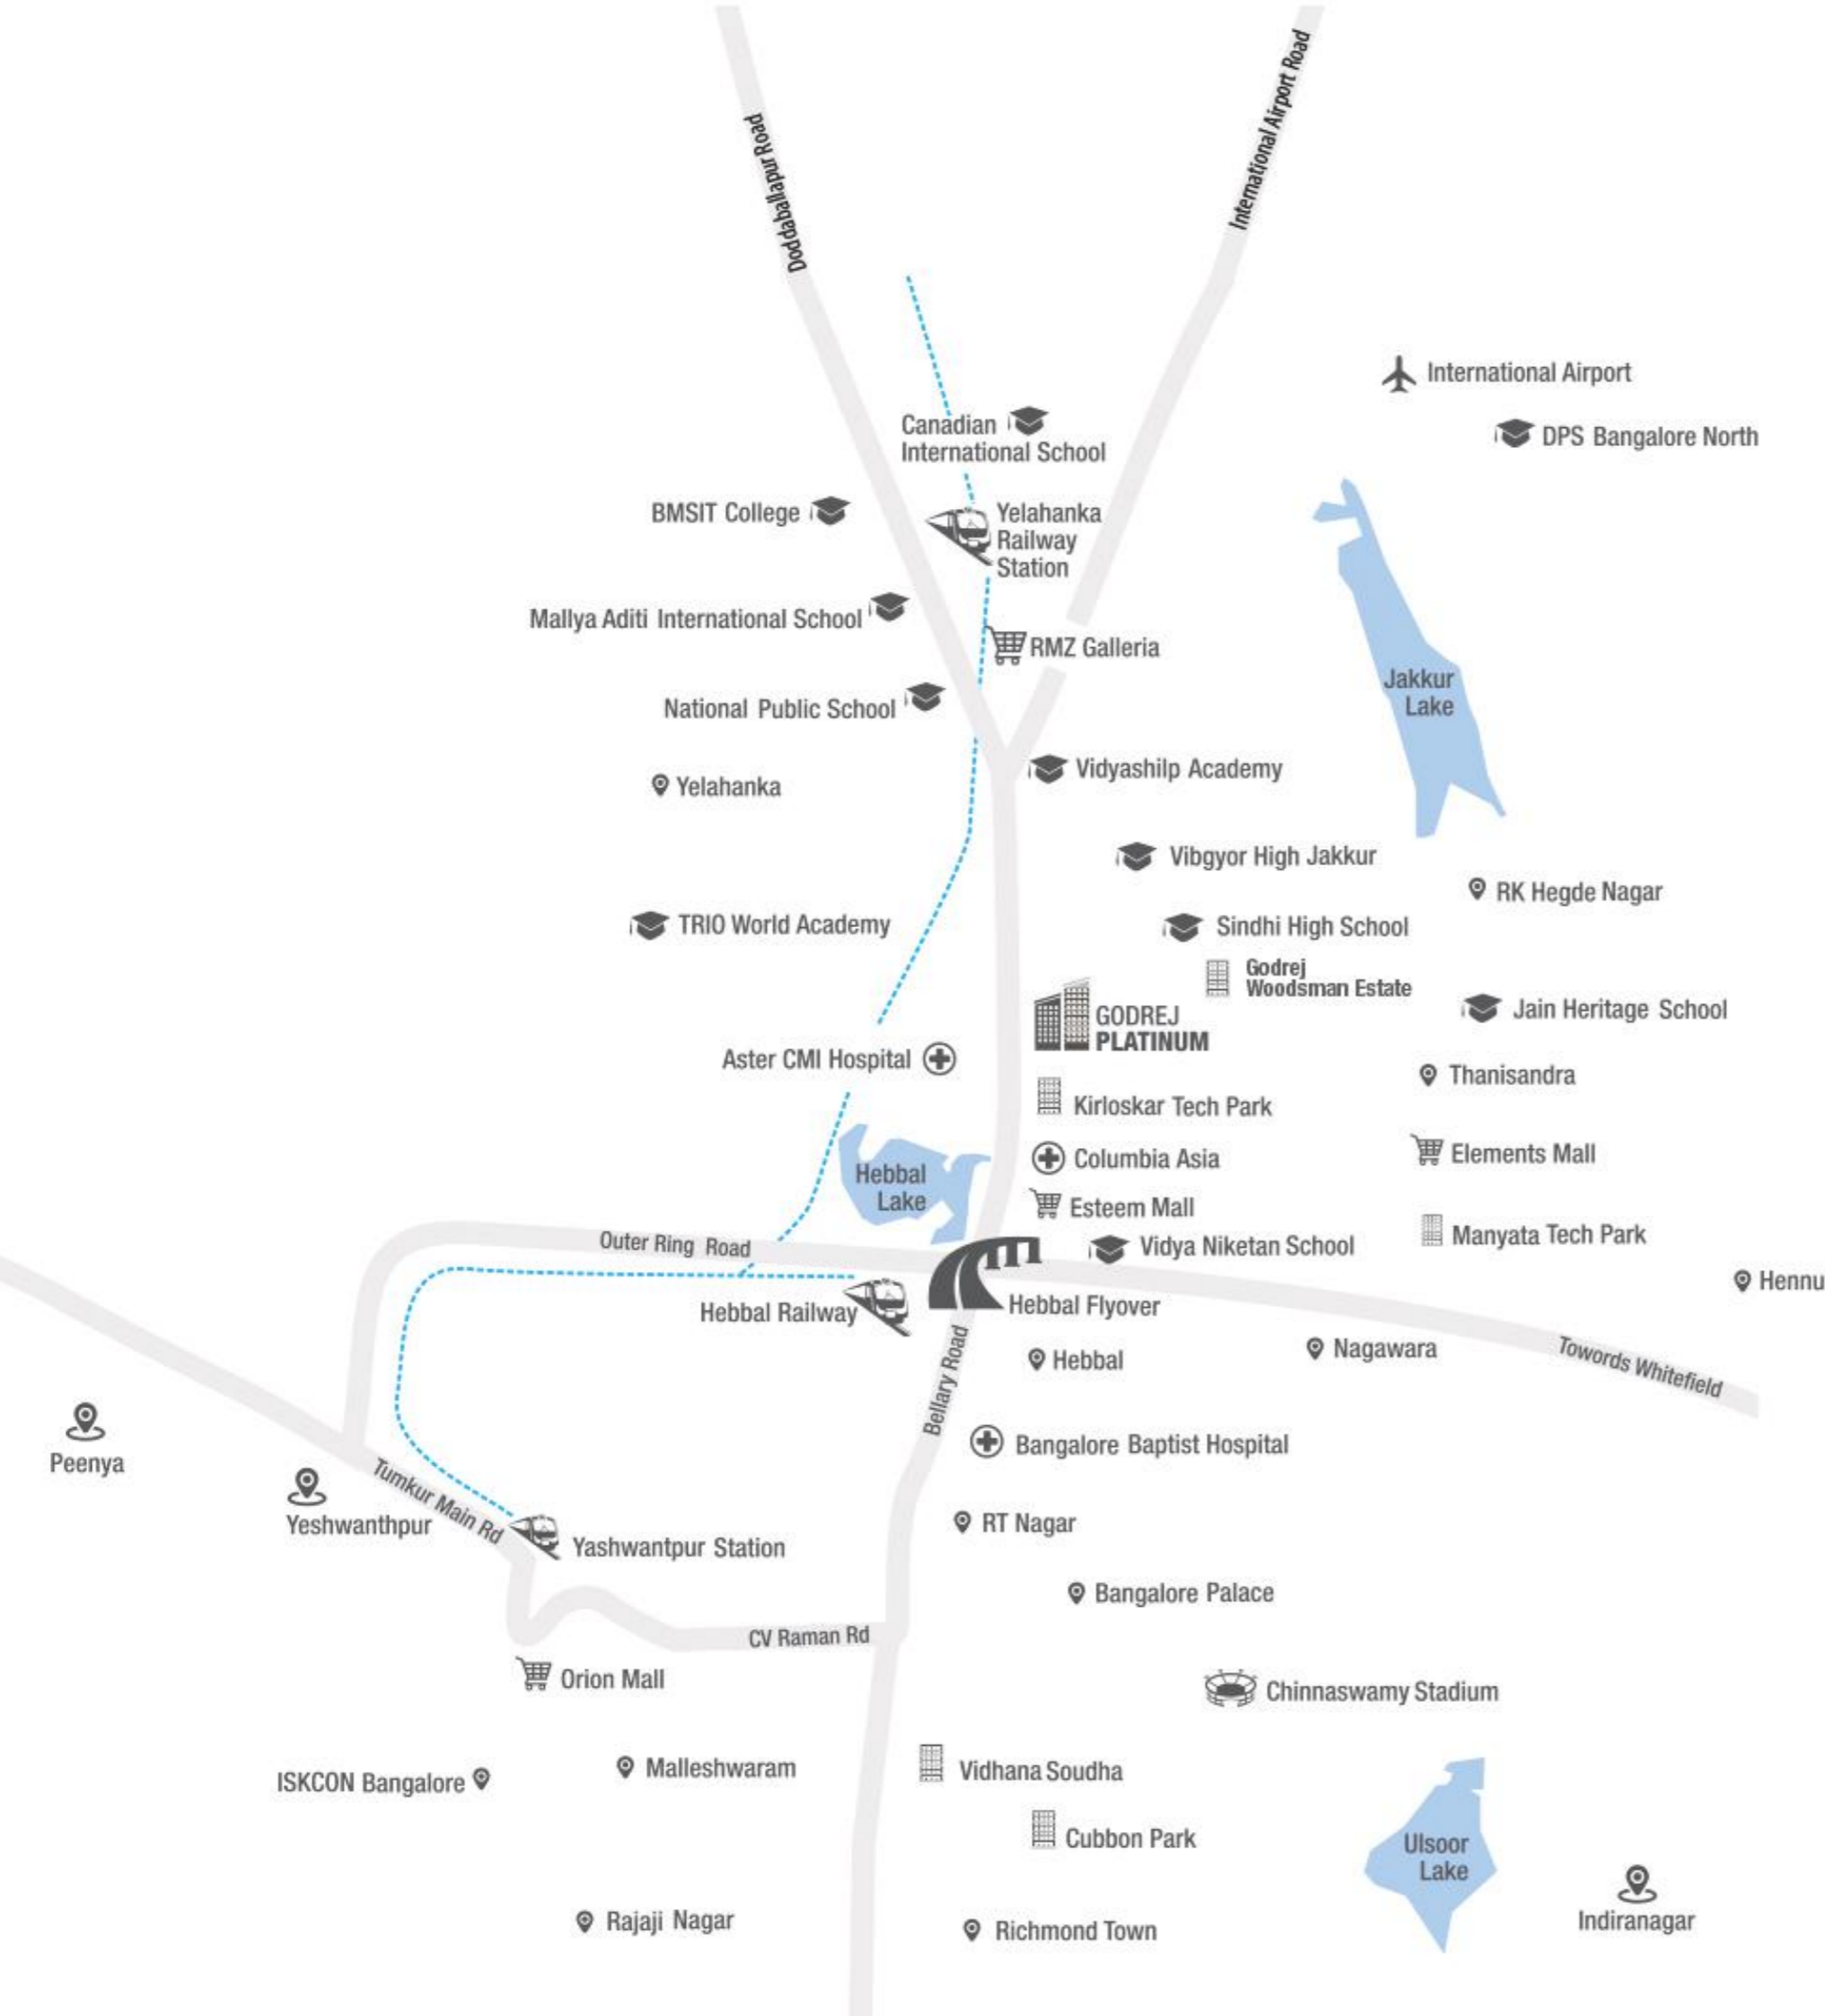 Doddaballapur Road
International Airport Road
International Airport
DPS Bangalore North
Canadian
International School
BMSIT College
Yelahanka
Railway
Station
Mallya Aditi International School
RMZ Galleria
Jakkur
Lake
National Public School
Vidyashilp Academy
Yelahanka
Vibgyor High Jakkur
RK Hegde Nagar
TRIO World Academy
Sindhi High School
Godrej
Woodsman Estate
Jain Heritage School
GODREJ
PLATINUM
Aster CMI Hospital
Thanisandra
Kirloskar Tech Park
Columbia Asia
Elements Mall
Hebbal
Lake
Esteem Mall
Outer Ring Road
Vidya Niketan School
Manyata Tech Park
Hennu
Hebbal Railway
Hebbal Flyover
Bellary Road
Hebbal
Nagawara
Towords Whitefield
Peenya
Bangalore Baptist Hospital
Tumkur Main Rd
Yeshwanthpur
RT Nagar
Yashwantpur Station
Bangalore Palace
CV Raman Rd
Orion Mall
Chinnaswamy Stadium
ISKCON Bangalore
Malleshwaram
Vidhana Soudha
Cubbon Park
Ulsoor
Lake
Rajaji Nagar
Richmond Town
Indiranagar